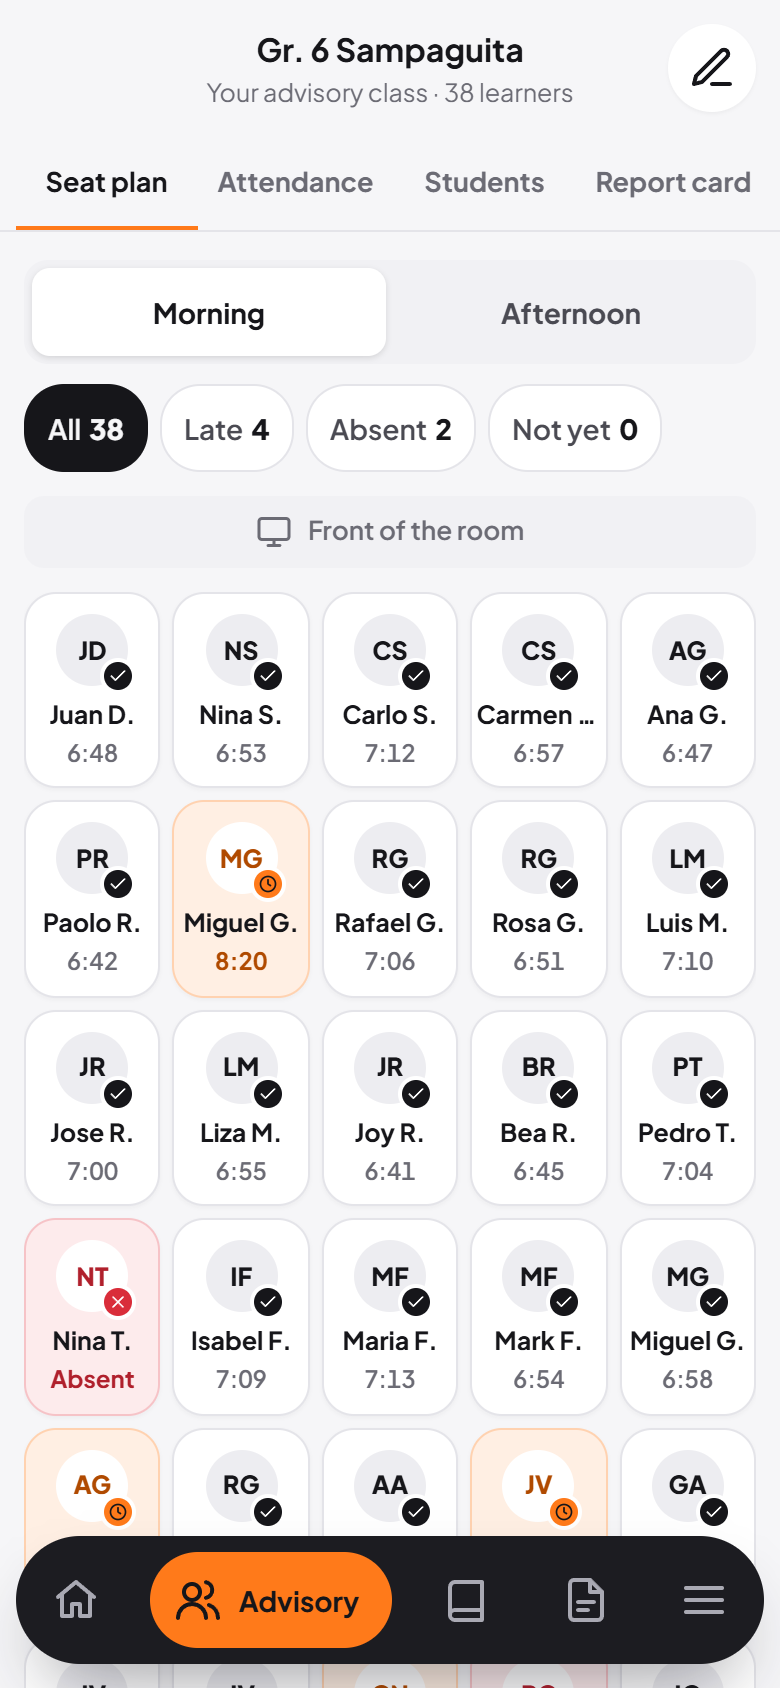 Gr. 6 Sampaguita
Your advisory class · 38 learners
Seat plan Attendance Students Report card
Morning Afternoon
All 38 Late 4 Absent 2 Not yet 0
Front of the room
JD NS CS CS AG
Juan D. Nina S. Carlo S. Carmen ... Ana G.
6:48 6:53 7:12 6:57 6:47
PR MG RG RG LM
Paolo R. Miguel G. Rafael G. Rosa G. Luis M.
6:42 8:20 7:06 6:51 7:10
JR LM JR BR PT
Jose R. Liza M. Joy R. Bea R. Pedro T.
7:00 6:55 6:41 6:45 7:04
NT IF MF MF MG
Nina T. Isabel F. Maria F. Mark F. Miguel G.
Absent 7:09 7:13 6:54 6:58
AG RG AA JV GA
Advisory